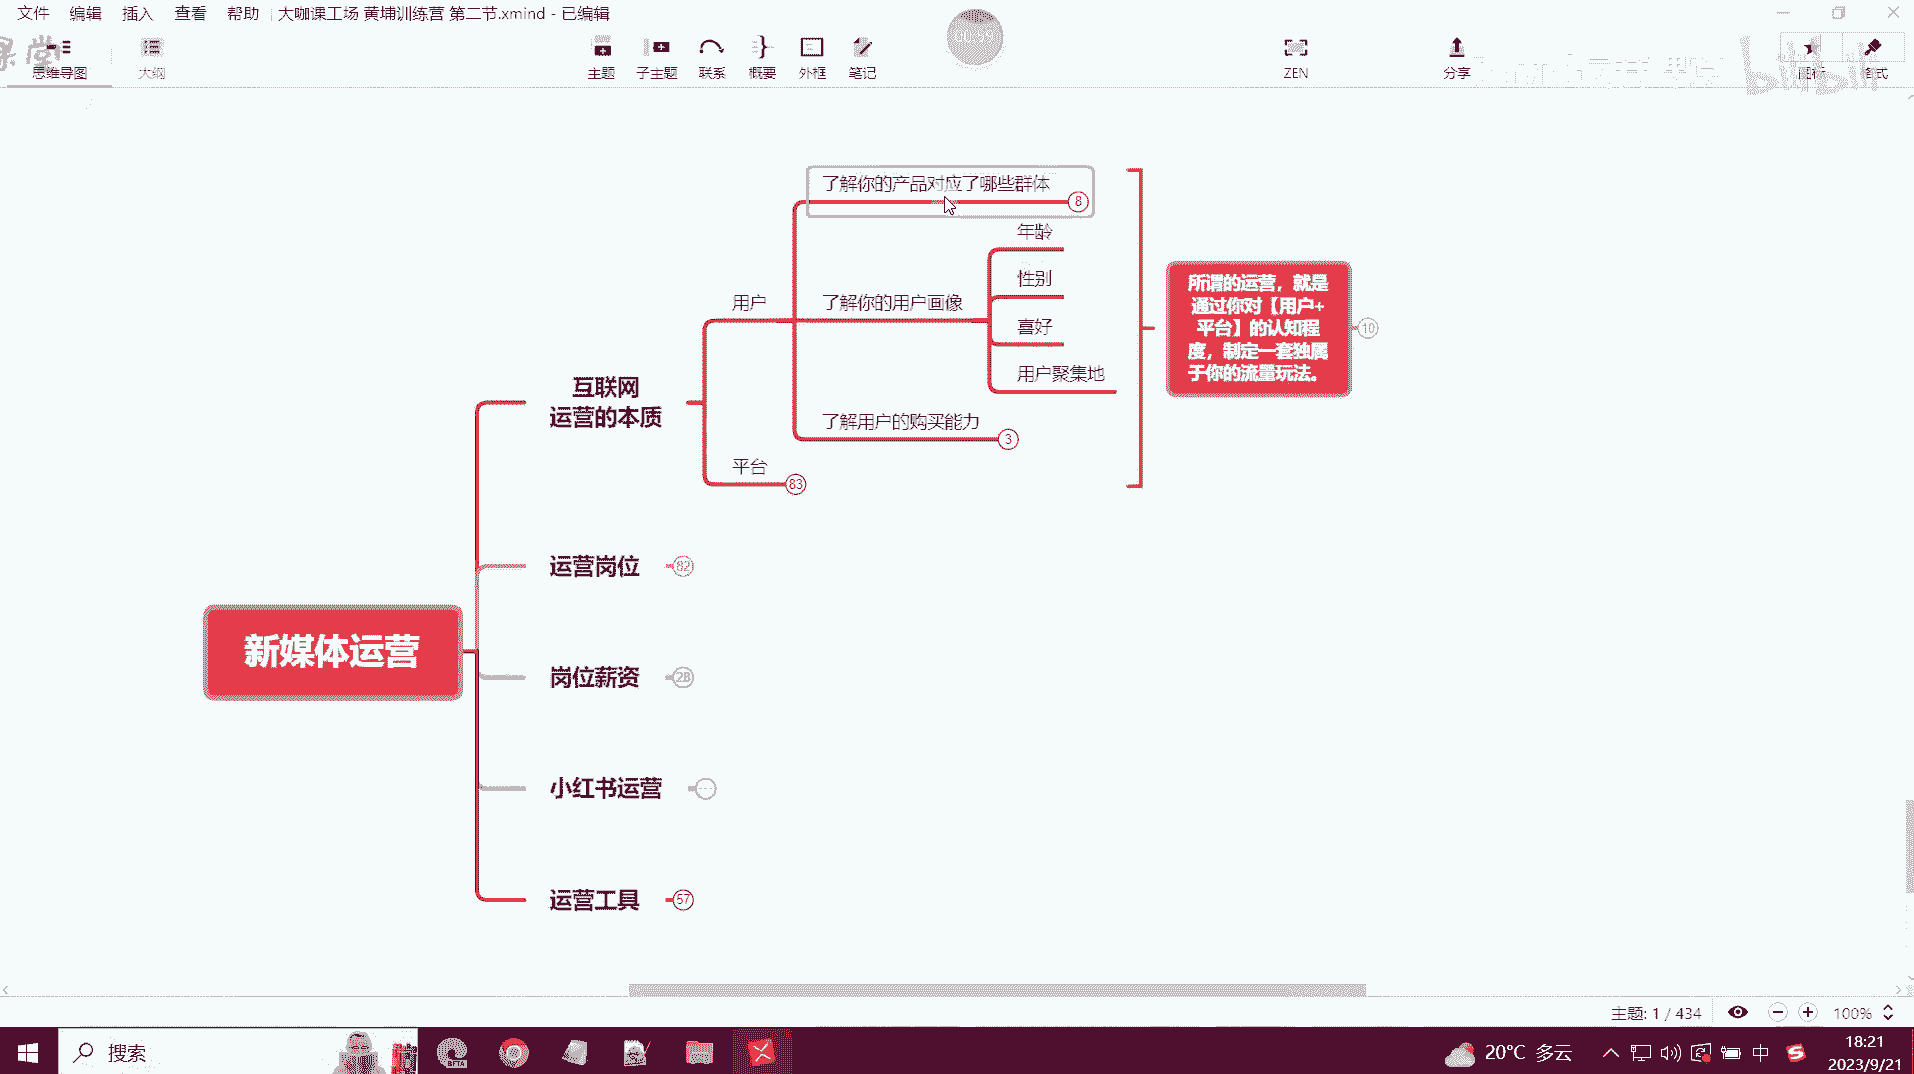 文件 编辑 插入 查看 帮助 大咖课工场 黄埔训练营 第二节.xmind - 已编辑
课堂
思维导图 大纲 主题 子主题 联系 概要 外框 笔记 ZEN 分享 图标 格式
00:59
bilibili
了解你的产品对应了哪些群体 8
年龄
性别
用户 了解你的用户画像
喜好
用户聚集地
了解用户的购买能力 3
平台 83
所谓的运营，就是
通过你对【用户+
平台】的认知程
度，制定一套独属
于你的流量玩法。
10
互联网
运营的本质
运营岗位 82
新媒体运营
岗位薪资 28
小红书运营
运营工具 57
主题: 1 / 434 100%
搜索
BETA
20°C 多云 中
18:21
2023/9/21